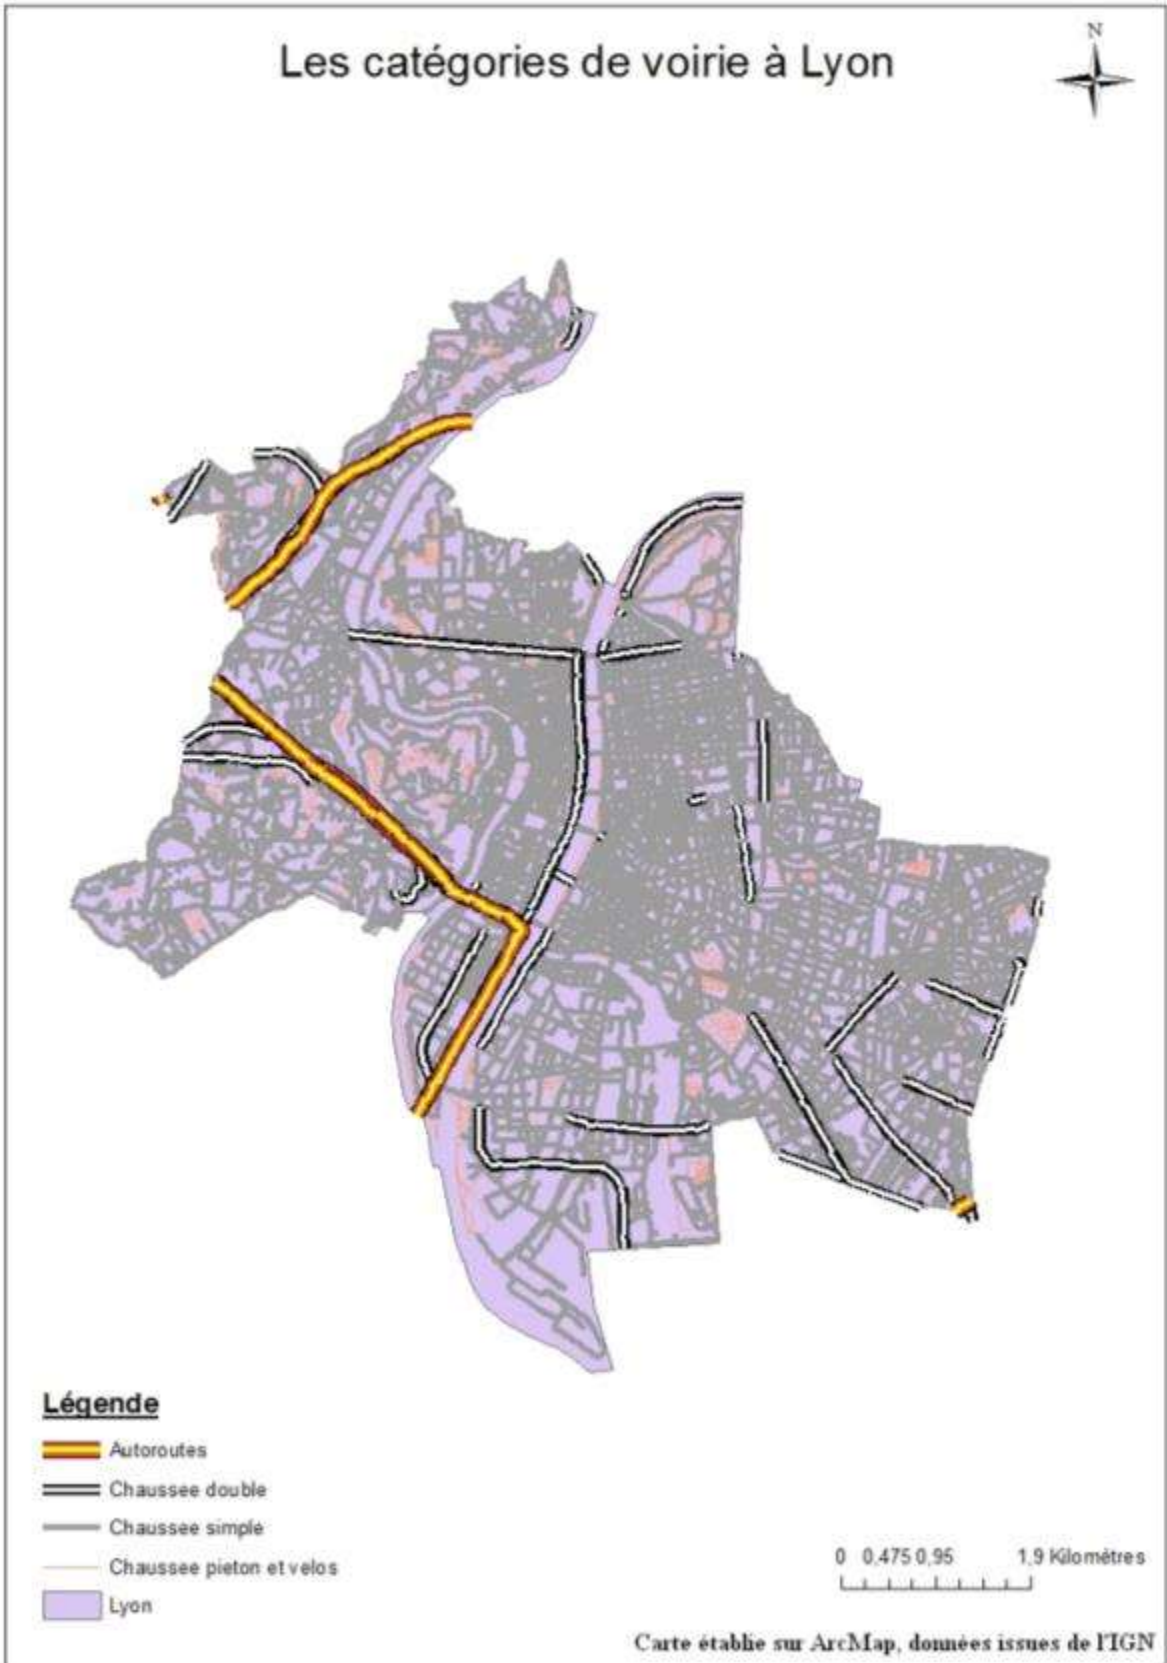 N
Les catégories de voirie à Lyon
Légende
Autoroutes
Chaussee double
Chaussee simple
Chaussee pieton et velos
Lyon
0 0,475 0,95 1,9 Kilomètres
Carte établie sur ArcMap, données issues de l'IGN